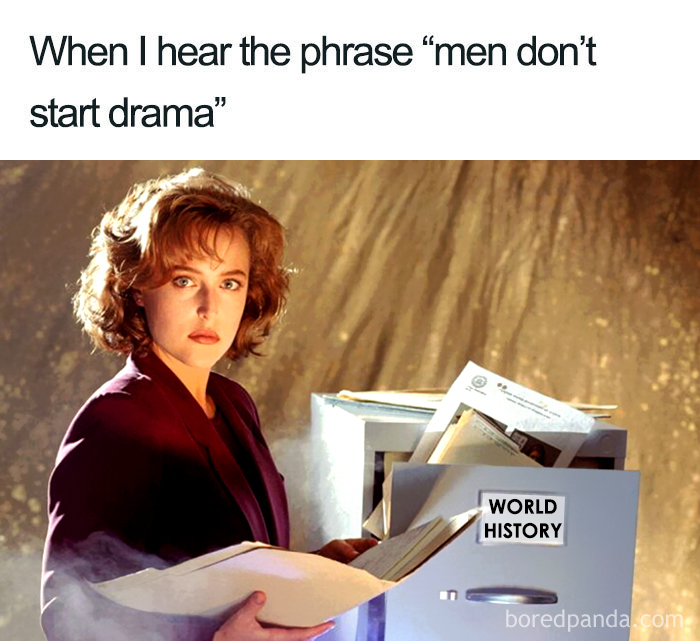 When I hear the phrase “men don’t
start drama”
WORLD
HISTORY
boredpanda.com